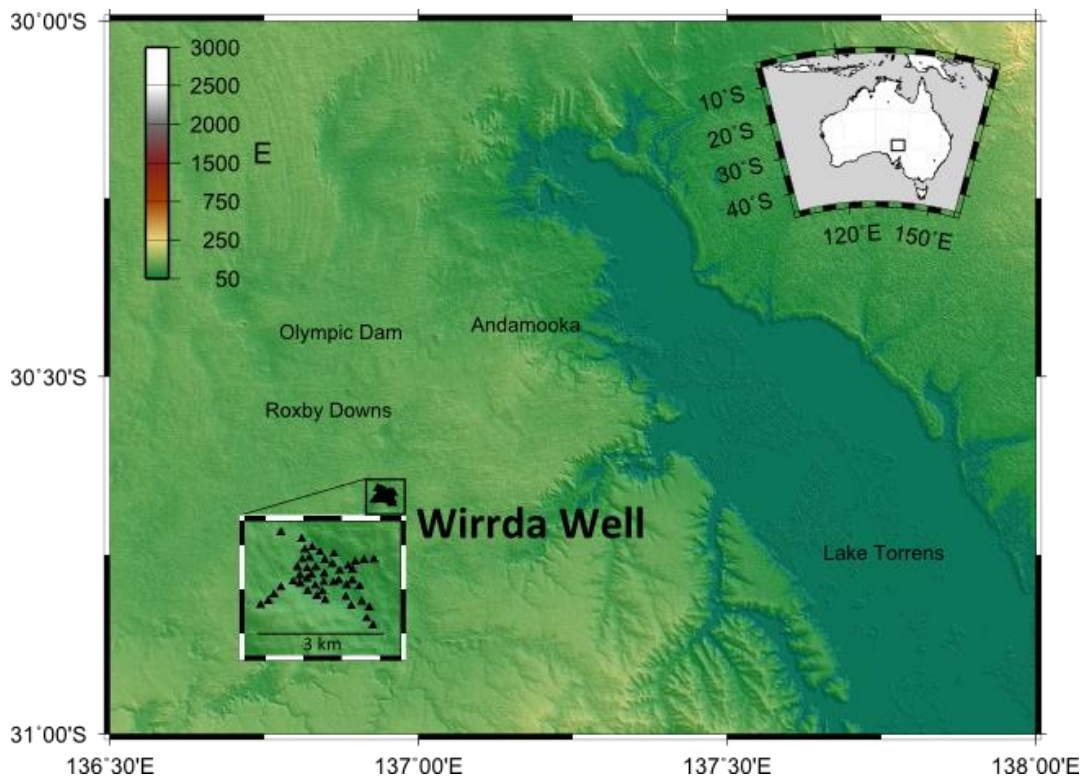 30°00'S
3000
2500
2000
1500
750
250
50
E
10°S
20°S
30°S
40°S
120°E 150°E
Olympic Dam
Andamooka
30°30'S
Roxby Downs
Wirrda Well
Lake Torrens
3 km
31°00'S
136°30'E 137°00'E 137°30'E 138°00'E